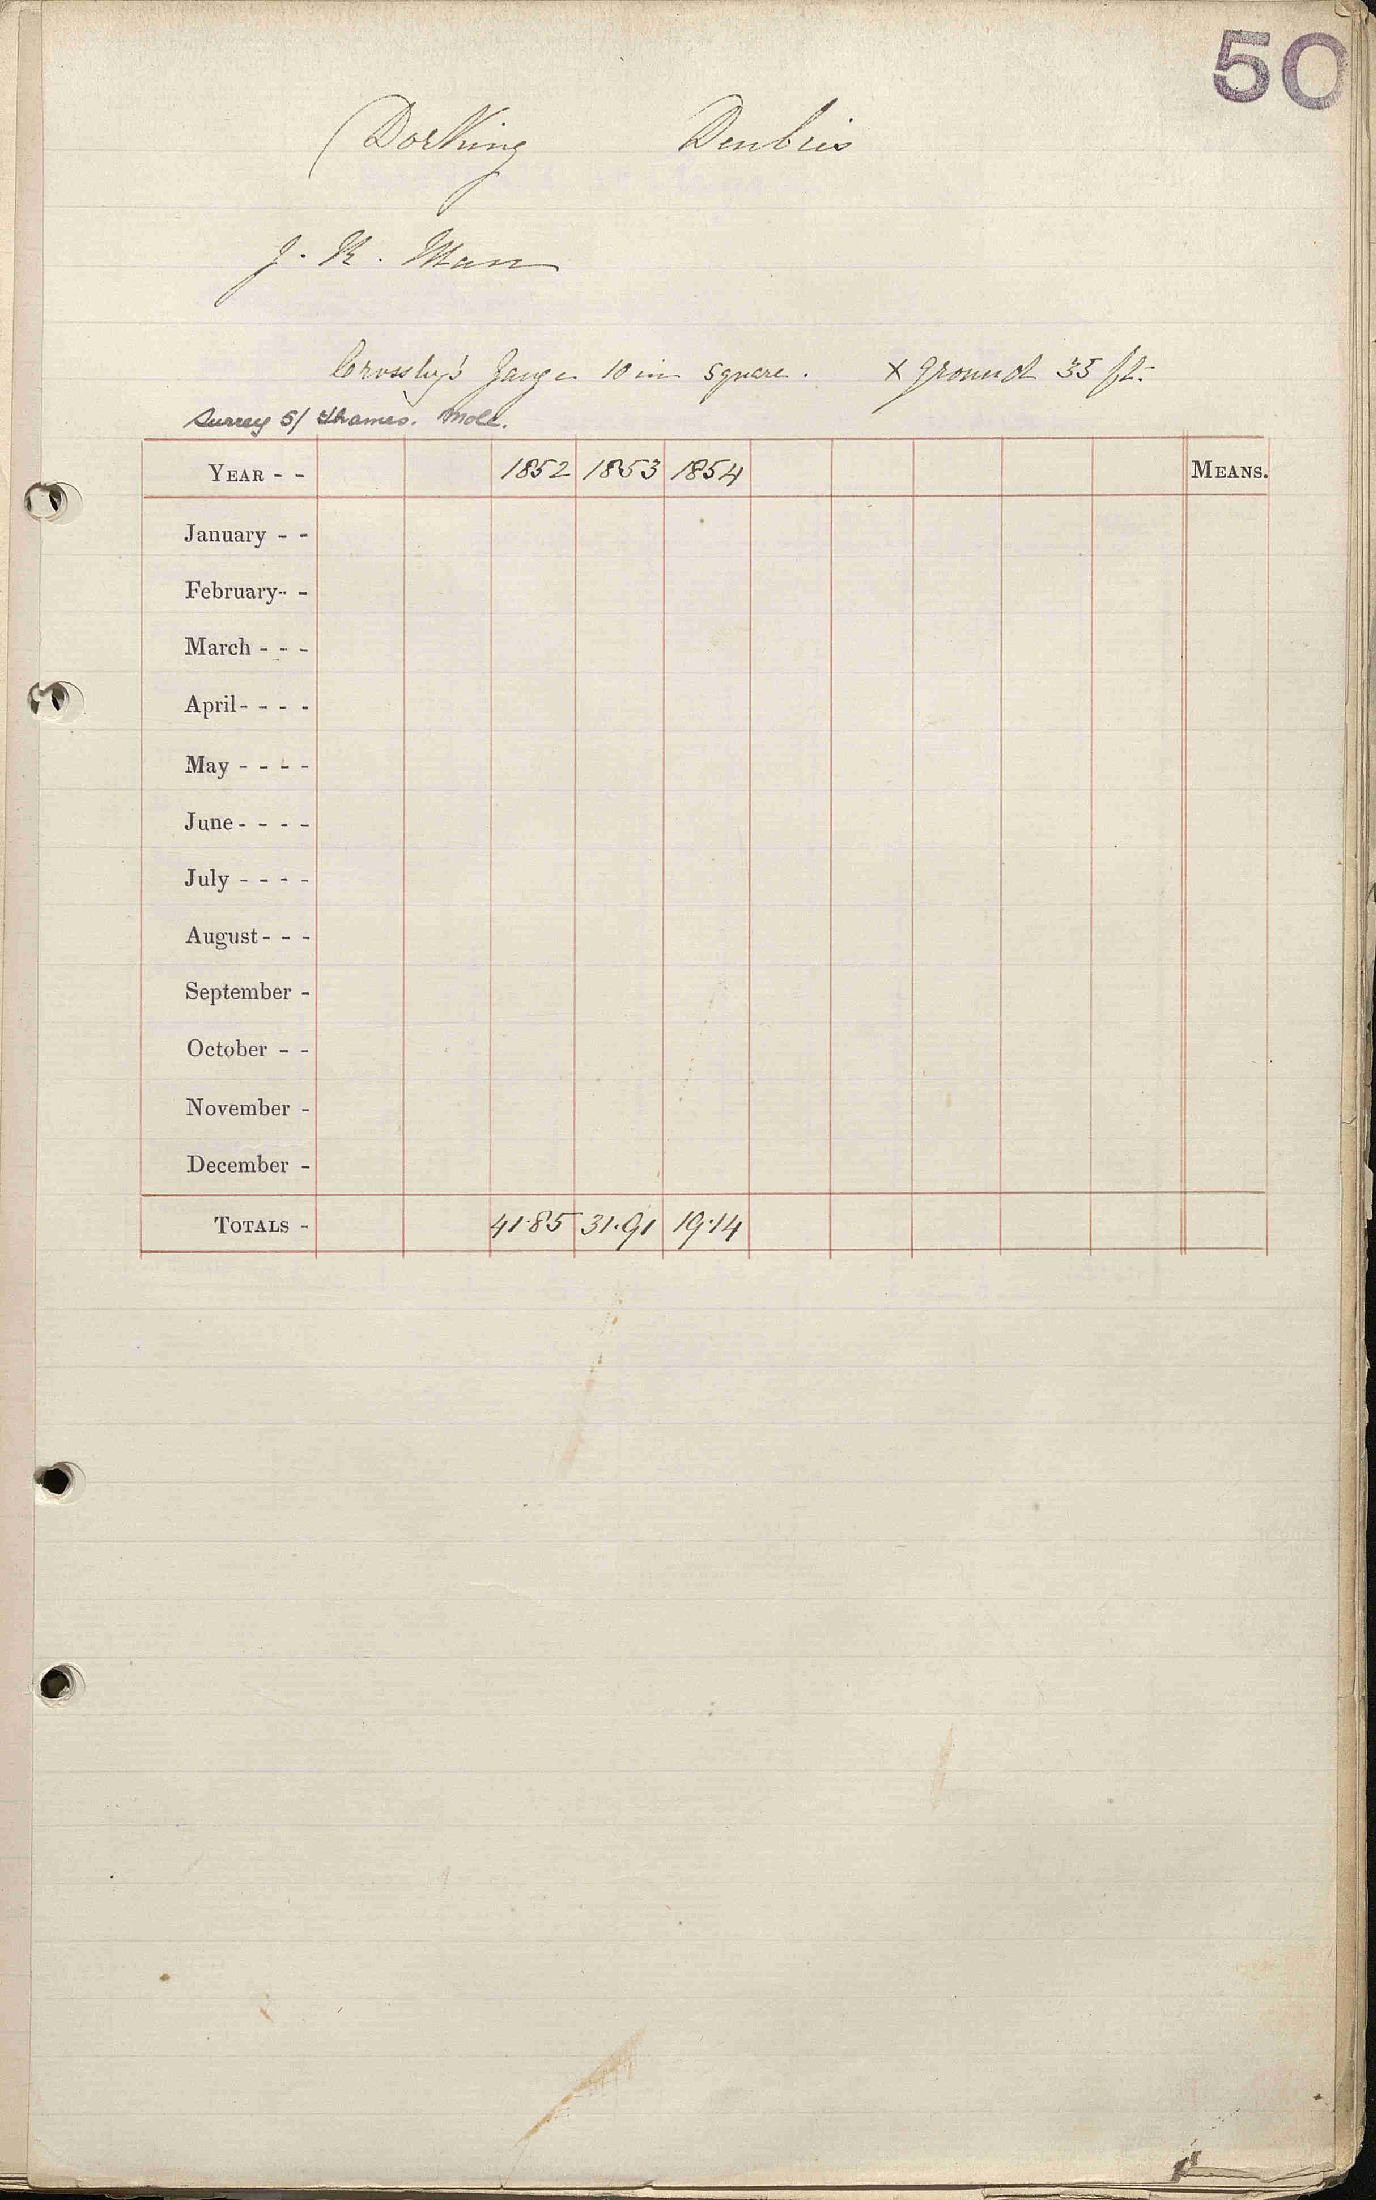 50
Dorking Denbies
J. R. Mann
Crossley's Gauge 10 in square. X ground 35 ft.
Surrey 5/ Thames. Mole.
YEAR - - 1852 1853 1854 MEANS.
January - -
February - -
March - - -
April - - - -
May - - - -
June - - - -
July - - - -
August - - -
September -
October - -
November -
December -
TOTALS - 41.85 31.91 19.14